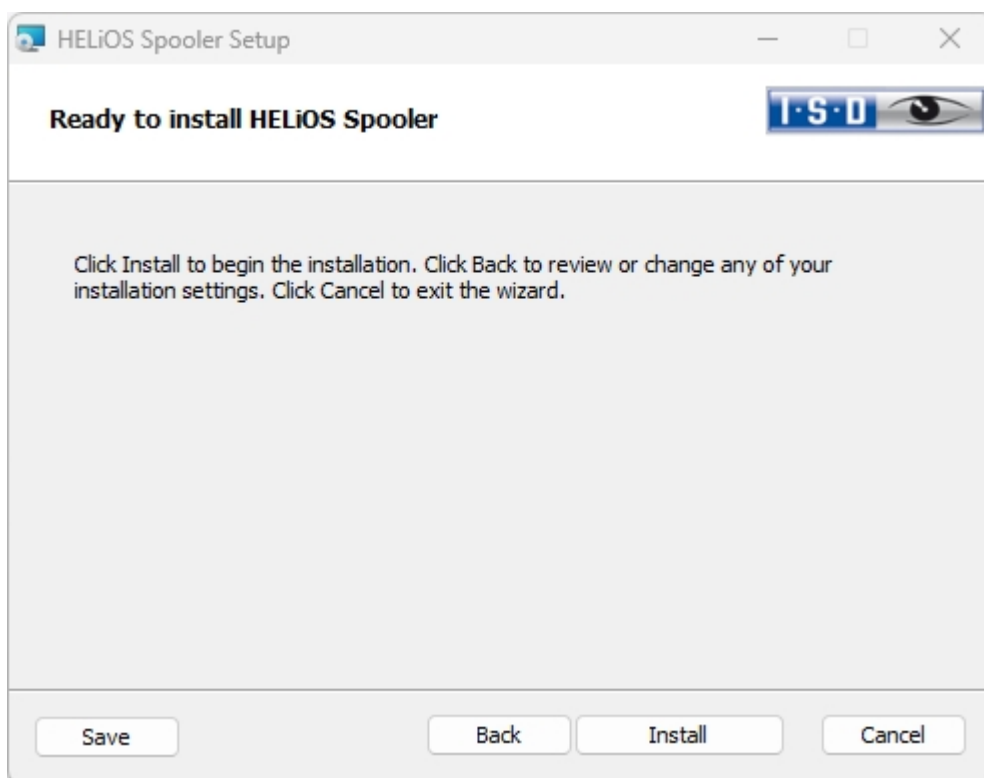 HELiOS Spooler Setup
Ready to install HELiOS Spooler
I·S·D
Click Install to begin the installation. Click Back to review or change any of your
installation settings. Click Cancel to exit the wizard.
Save Back Install Cancel